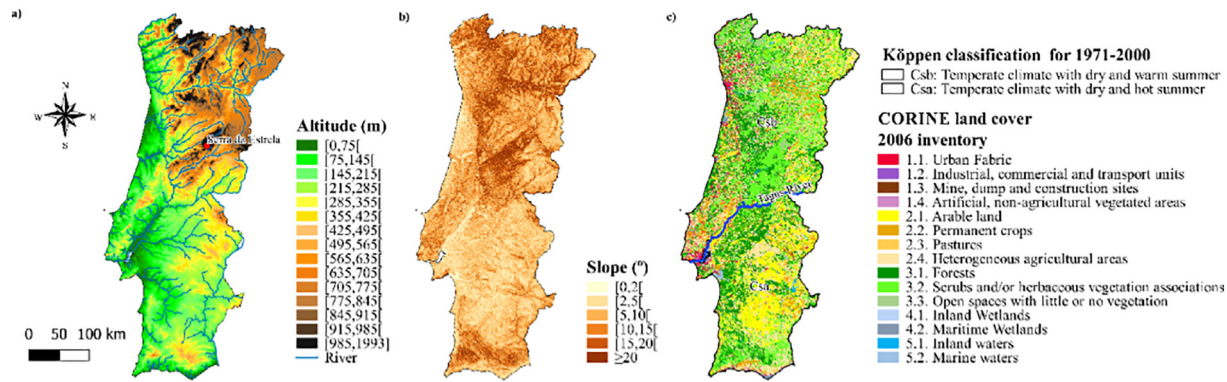 a)
N
W
E
S
Serra da Estrela
Altitude (m)
[0,75[
[75,145[
[145,215[
[215,285[
[285,355[
[355,425[
[425,495[
[495,565[
[565,635[
[635,705[
[705,775[
[775,845[
[845,915[
[915,985[
[985,1993[
River
0 50 100 km
b)
Slope (º)
[0,2[
[2,5[
[5,10[
[10,15[
[15,20[
≥20
c)
Csb
Tagus River
Csa
Köppen classification for 1971-2000
Csb: Temperate climate with dry and warm summer
Csa: Temperate climate with dry and hot summer
CORINE land cover
2006 inventory
1.1. Urban Fabric
1.2. Industrial, commercial and transport units
1.3. Mine, dump and construction sites
1.4. Artificial, non-agricultural vegetated areas
2.1. Arable land
2.2. Permanent crops
2.3. Pastures
2.4. Heterogeneous agricultural areas
3.1. Forests
3.2. Scrubs and/or herbaceous vegetation associations
3.3. Open spaces with little or no vegetation
4.1. Inland Wetlands
4.2. Maritime Wetlands
5.1. Inland waters
5.2. Marine waters